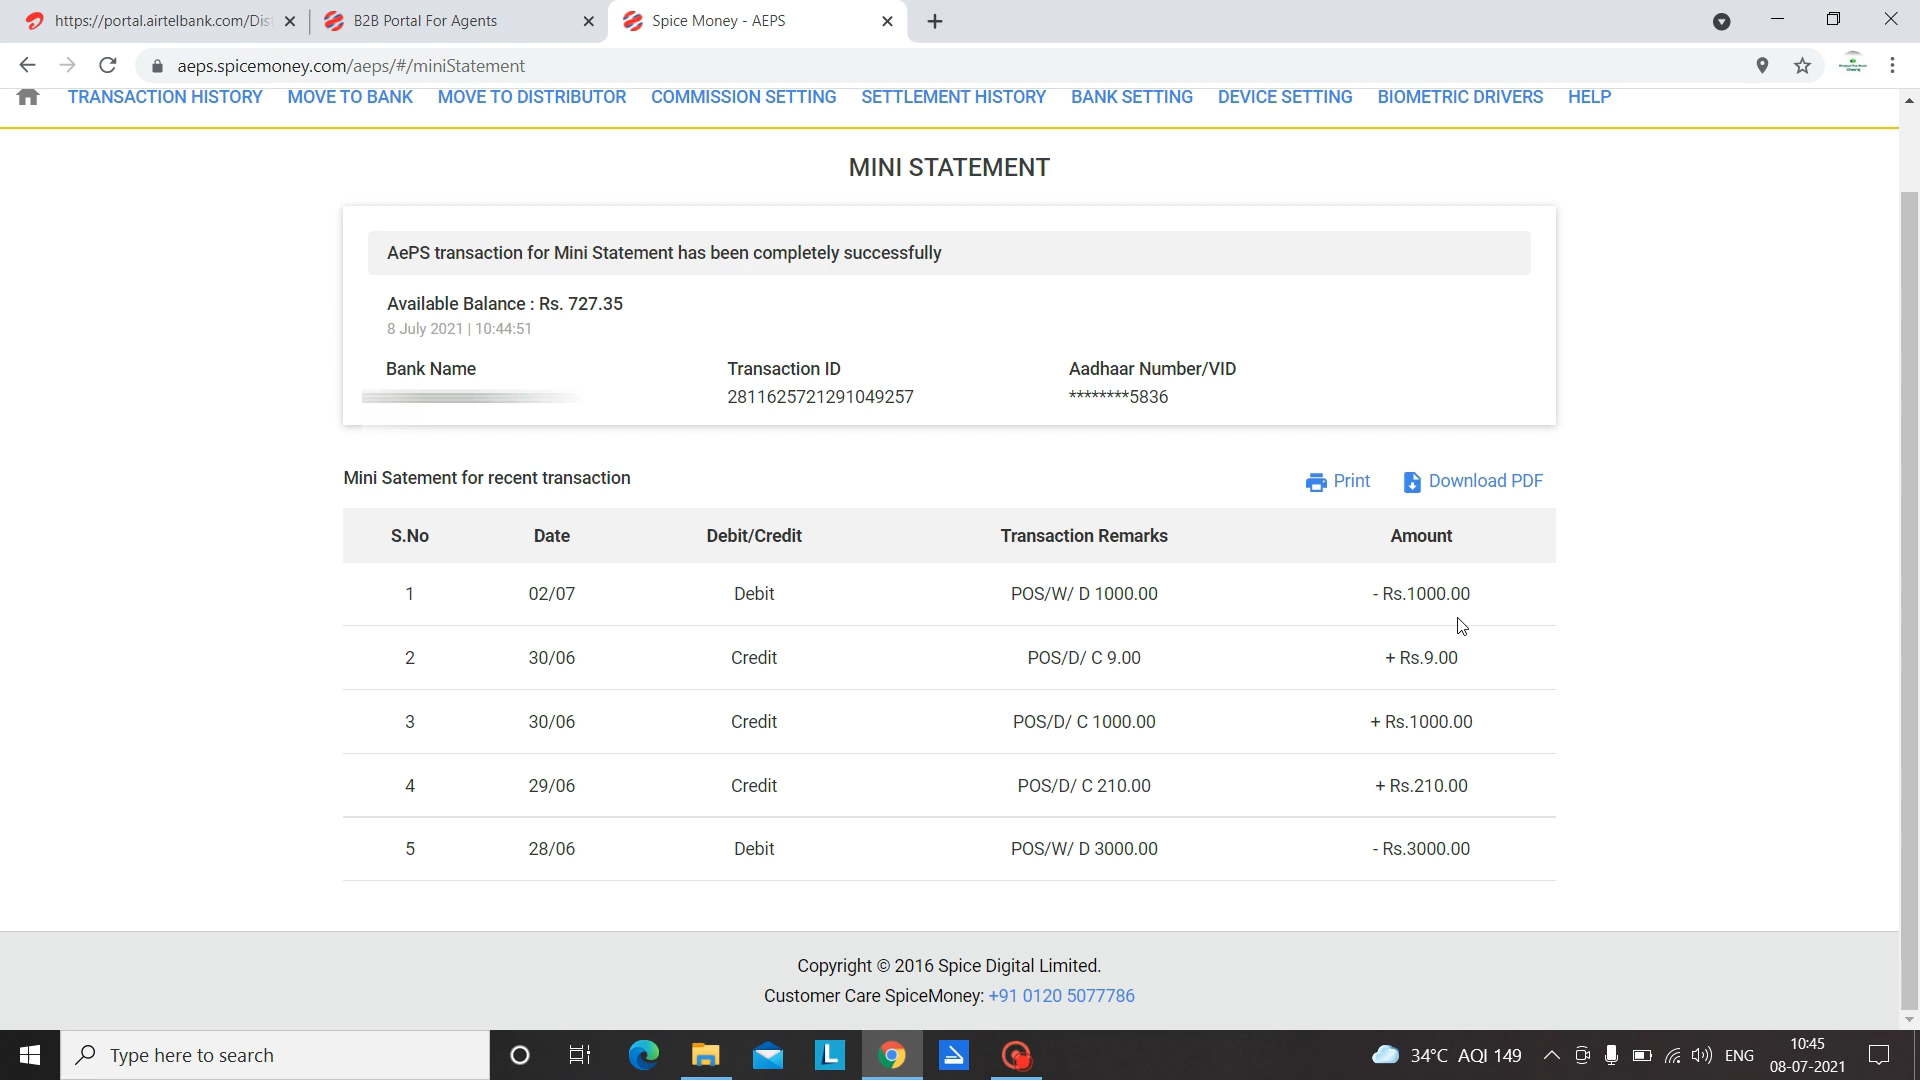 https://portal.airtelbank.com/Dis
B2B Portal For Agents
Spice Money - AEPS
aeps.spicemoney.com/aeps/#/miniStatement
TRANSACTION HISTORY MOVE TO BANK MOVE TO DISTRIBUTOR COMMISSION SETTING SETTLEMENT HISTORY BANK SETTING DEVICE SETTING BIOMETRIC DRIVERS HELP
MINI STATEMENT
AePS transaction for Mini Statement has been completely successfully
Available Balance : Rs. 727.35
8 July 2021 | 10:44:51
Bank Name Transaction ID Aadhaar Number/VID
2811625721291049257 ********5836
Mini Satement for recent transaction Print Download PDF
S.No Date Debit/Credit Transaction Remarks Amount
1 02/07 Debit POS/W/ D 1000.00 - Rs.1000.00
2 30/06 Credit POS/D/ C 9.00 + Rs.9.00
3 30/06 Credit POS/D/ C 1000.00 + Rs.1000.00
4 29/06 Credit POS/D/ C 210.00 + Rs.210.00
5 28/06 Debit POS/W/ D 3000.00 - Rs.3000.00
Copyright © 2016 Spice Digital Limited.
Customer Care SpiceMoney: +91 0120 5077786
Type here to search
L
34°C AQI 149
ENG
10:45
08-07-2021